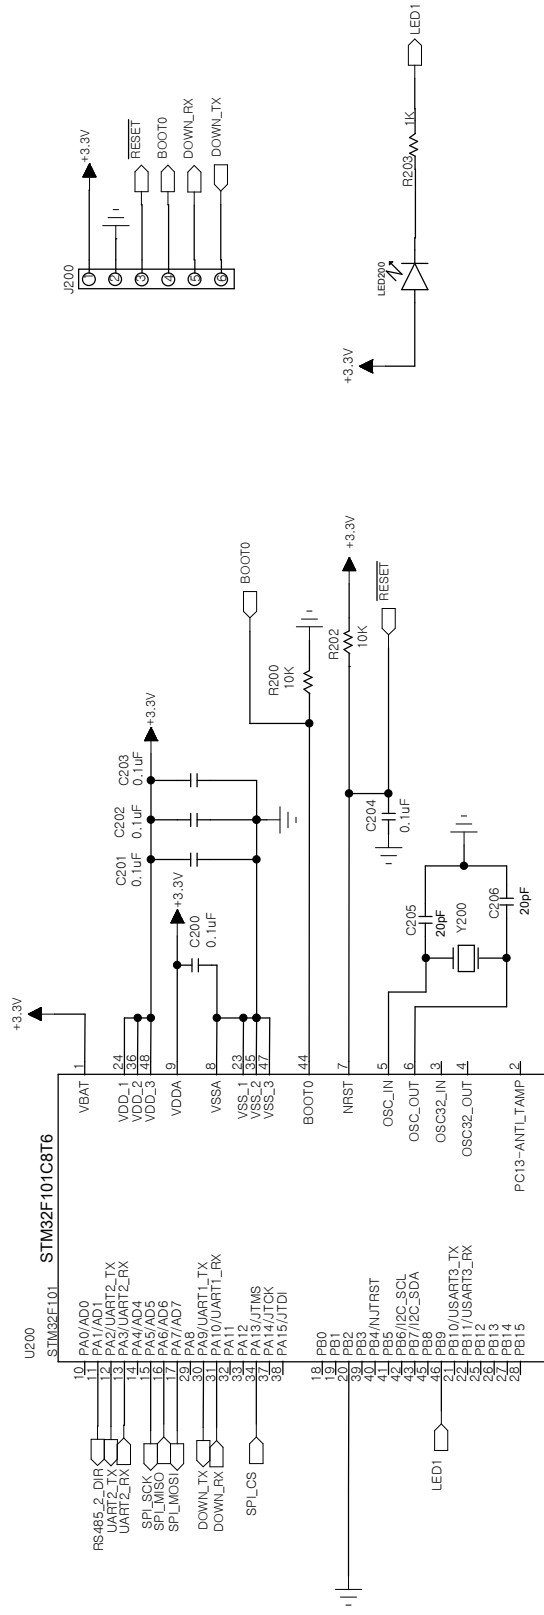 U200
STM32F101C8T6
STM32F101
RS485_2_DIR
UART2_TX
UART2_RX
SPI_SCK
SPI_MISO
SPI_MOSI
DOWN_TX
DOWN_RX
SPI_CS
LED1
10 PA0/AD0
11 PA1/AD1
12 PA2/UART2_TX
13 PA3/UART2_RX
14 PA4/AD4
15 PA5/AD5
16 PA6/AD6
17 PA7/AD7
29 PA8
30 PA9/UART1_TX
31 PA10/UART1_RX
32 PA11
33 PA12
34 PA13/JTMS
37 PA14/JTCK
38 PA15/JTDI
18 PB0
19 PB1
20 PB2
39 PB3
40 PB4/NJTRST
41 PB5
42 PB6/I2C_SCL
43 PB7/I2C_SDA
45 PB8
46 PB9
21 PB10/USART3_TX
22 PB11/USART3_RX
25 PB12
26 PB13
27 PB14
28 PB15
VBAT 1
VDD_1 24
VDD_2 36
VDD_3 48
VDDA 9
VSSA 8
VSS_1 23
VSS_2 35
VSS_3 47
BOOT0 44
NRST 7
OSC_IN 5
OSC_OUT 6
OSC32_IN 3
OSC32_OUT 4
PC13-ANTI_TAMP 2
+3.3V
+3.3V
C200
0.1uF
C201
0.1uF
C202
0.1uF
C203
0.1uF
+3.3V
BOOT0
R200
10K
R202
10K
+3.3V
RESET
C204
0.1uF
C205
20pF
Y200
C206
20pF
J200
1
2
3
4
5
6
+3.3V
RESET
BOOT0
DOWN_RX
DOWN_TX
+3.3V
LED200
R203
1K
LED1